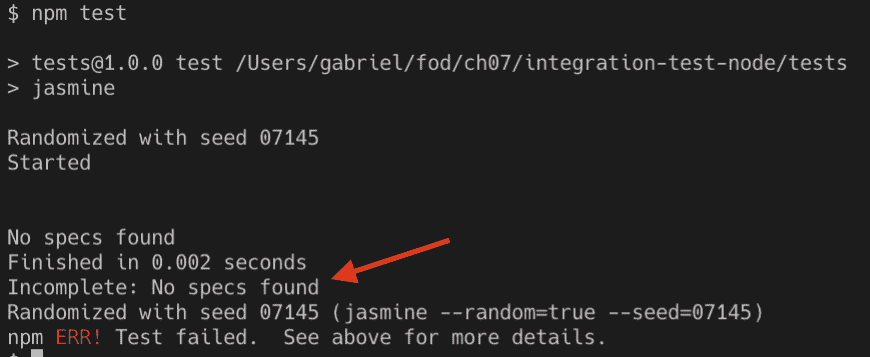 $ npm test
> tests@1.0.0 test /Users/gabriel/fod/ch07/integration-test-node/tests
> jasmine
Randomized with seed 07145
Started
No specs found
Finished in 0.002 seconds
Incomplete: No specs found
Randomized with seed 07145 (jasmine --random=true --seed=07145)
npm ERR! Test failed.  See above for more details.
$